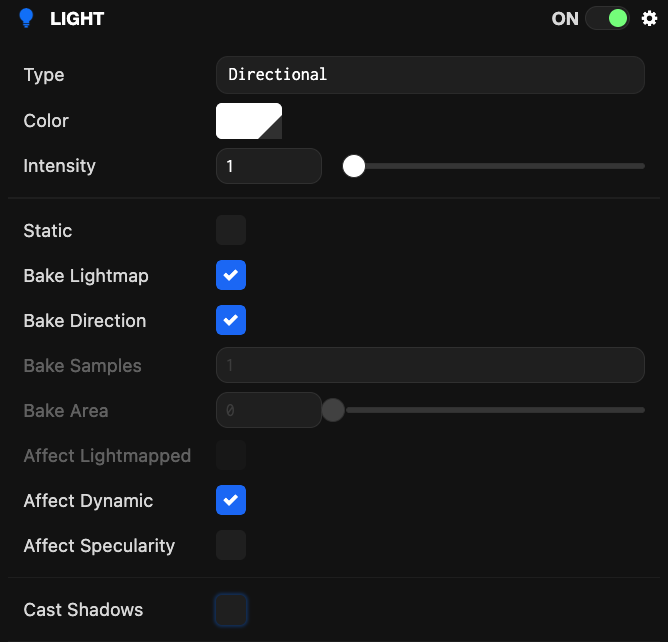 LIGHT ON
Type Directional
Color
Intensity 1
Static
Bake Lightmap
Bake Direction
Bake Samples 1
Bake Area 0
Affect Lightmapped
Affect Dynamic
Affect Specularity
Cast Shadows